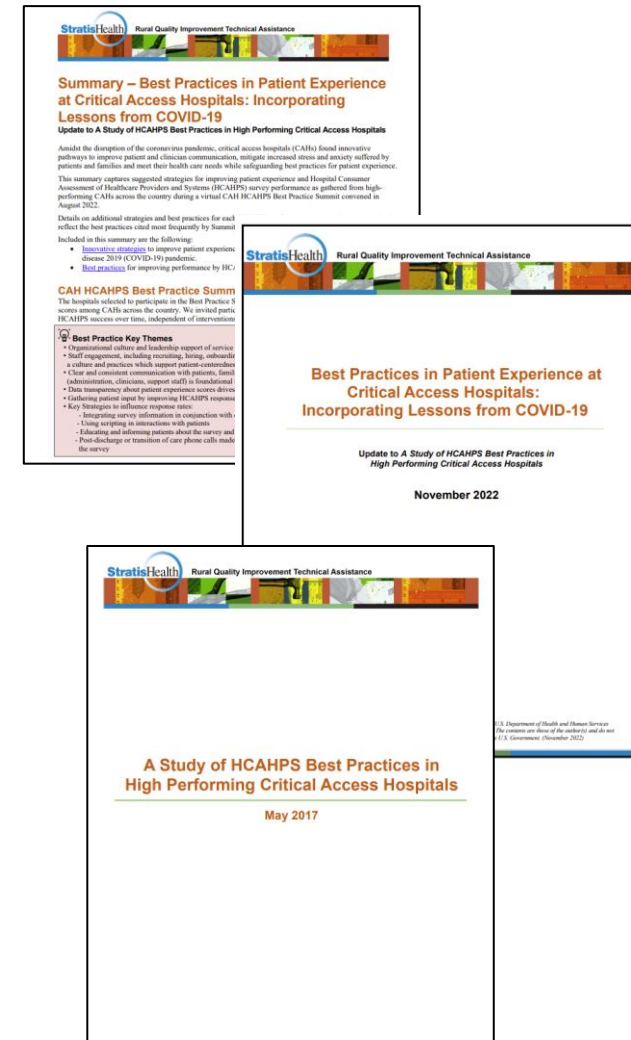 StratisHealth Rural Quality Improvement Technical Assistance
Summary – Best Practices in Patient Experience
at Critical Access Hospitals: Incorporating
Lessons from COVID-19
Update to A Study of HCAHPS Best Practices in High Performing Critical Access Hospitals
Amidst the disruption of the coronavirus pandemic, critical access hospitals (CAHs) found innovative
pathways to improve patient and clinician communication, mitigate increased stress and anxiety suffered by
patients and families and meet their health care needs while safeguarding best practices for patient experience.
This summary captures suggested strategies for improving patient experience and Hospital Consumer
Assessment of Healthcare Providers and Systems (HCAHPS) survey performance as gathered from high-
performing CAHs across the country during a virtual CAH HCAHPS Best Practice Summit convened in
August 2022.
Details on additional strategies and best practices for each
reflect the best practices cited most frequently by Summit
Included in this summary are the following:
• Innovative strategies to improve patient experienc
disease 2019 (COVID-19) pandemic.
• Best practices for improving performance by HCA
CAH HCAHPS Best Practice Summ
The hospitals selected to participate in the Best Practice S
scores among CAHs across the country. We invited partic
HCAHPS success over time, independent of interventions
Best Practice Key Themes
• Organizational culture and leadership support of service
• Staff engagement, including recruiting, hiring, onboardin
a culture and practices which support patient-centerednes
• Clear and consistent communication with patients, famil
(administration, clinicians, support staff) is foundational
• Data transparency about patient experience scores drives
• Gathering patient input by improving HCAHPS response
• Key Strategies to influence response rates:
- Integrating survey information in conjunction with
- Using scripting in interactions with patients
- Educating and informing patients about the survey and
- Post-discharge or transition of care phone calls made
the survey
StratisHealth Rural Quality Improvement Technical Assistance
Best Practices in Patient Experience at
Critical Access Hospitals:
Incorporating Lessons from COVID-19
Update to A Study of HCAHPS Best Practices in
High Performing Critical Access Hospitals
November 2022
U.S. Department of Health and Human Services
The contents are those of the author(s) and do not
U.S. Government. (November 2022)
StratisHealth Rural Quality Improvement Technical Assistance
A Study of HCAHPS Best Practices in
High Performing Critical Access Hospitals
May 2017